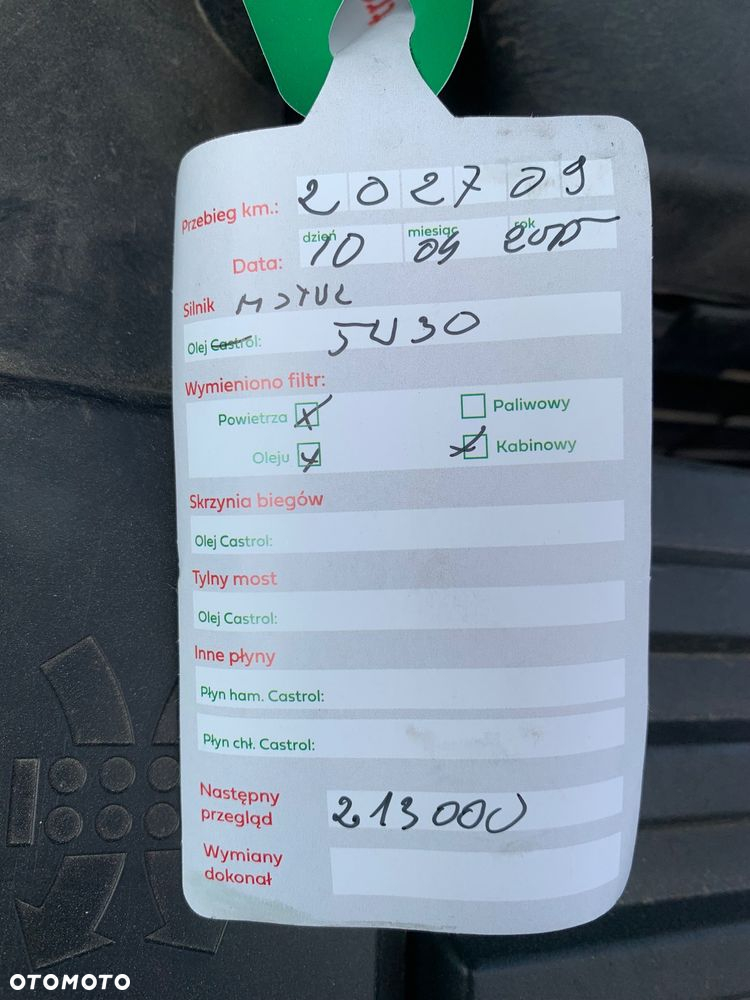 Przebieg km.: 202709
dzień miesiąc rok
Data: 10 09
Silnik MOTUL
Olej Castrol: 5W30
Wymieniono filtr:
Powietrza X Paliwowy
Oleju X Kabinowy X
Skrzynia biegów
Olej Castrol:
Tylny most
Olej Castrol:
Inne płyny
Płyn ham. Castrol:
Płyn chł. Castrol:
Następny
przegląd 213000
Wymiany
dokonał
OTOMOTO